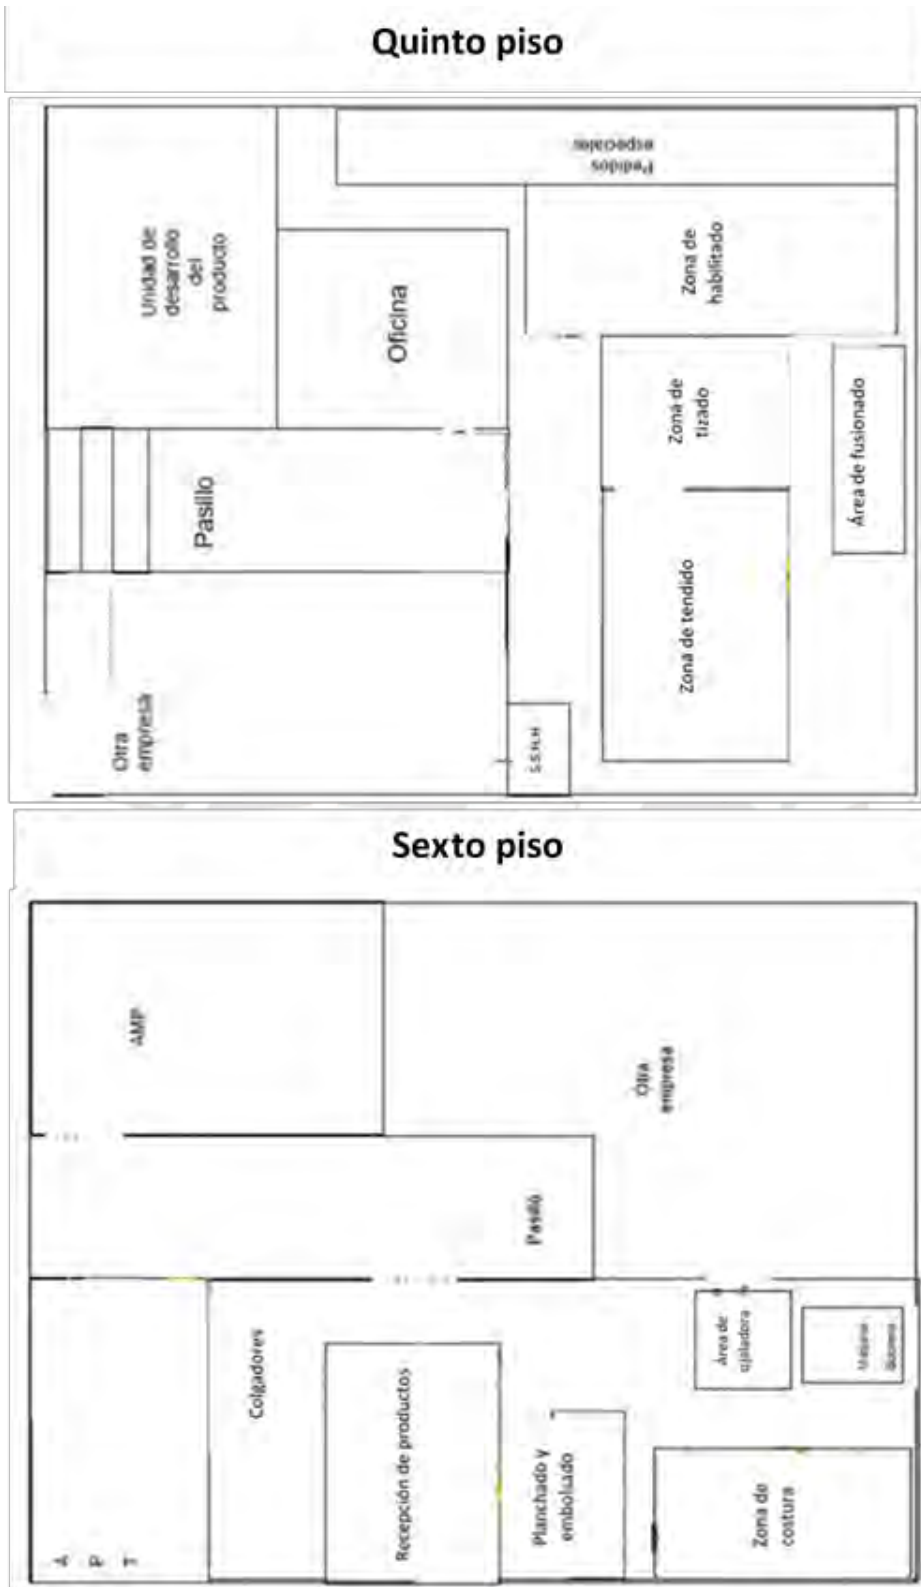 Quinto piso
Pedidos
especiales
Unidad de
desarrollo
del
producto
Zona de
habilitado
Oficina
Zona de
tizado
Área de fusionado
Pasillo
Zona de tendido
Otra
empresa
S.S.H.H
Sexto piso
AMP
Otra
empresa
Pasillo
Colgadores
Área de
ojaladora
Recepción de productos
Planchado y
embolsado
Zona de
costura
A
P
T